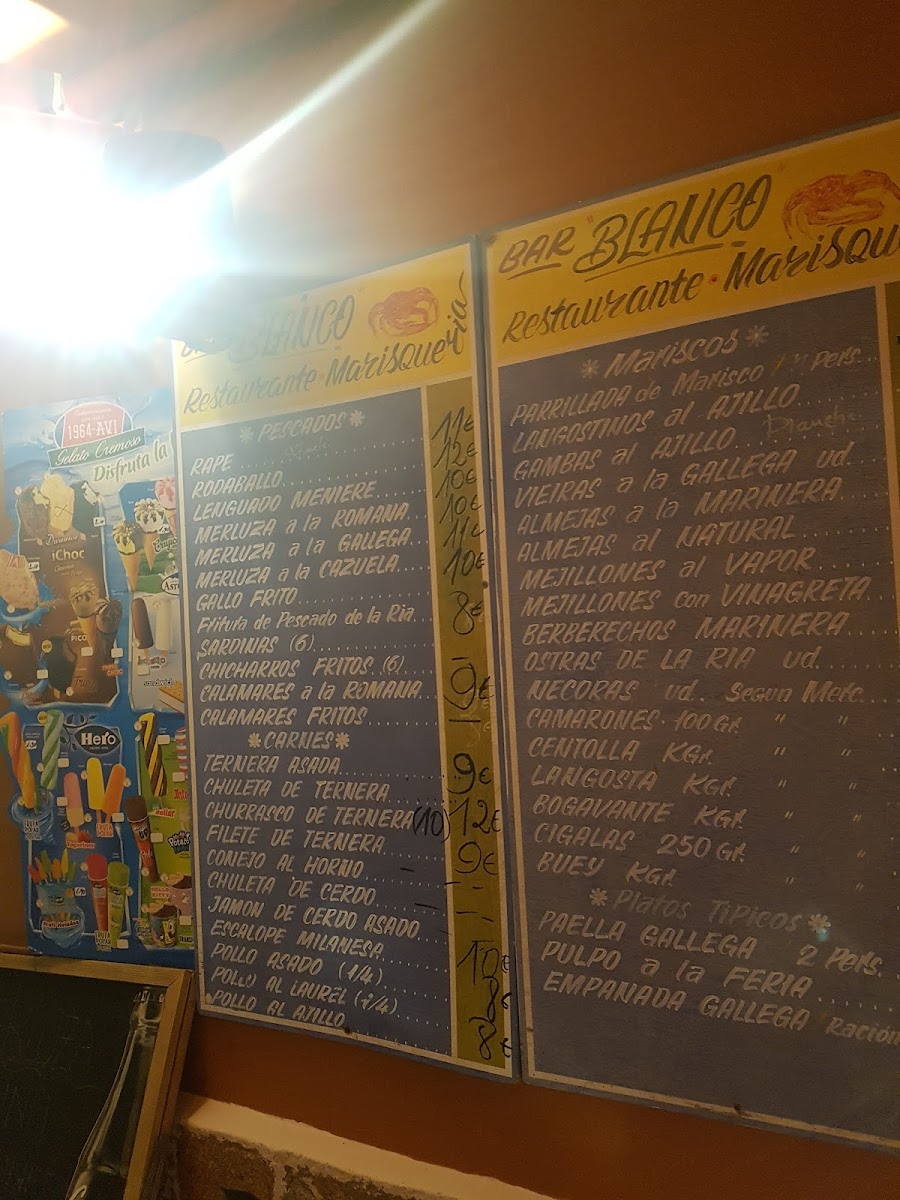 1964-AVI
Gelato Cremoso
Disfruta la
iChoc
PICO
Hero
"BLANCO"
Restaurante Marisqueria
* PESCADOS *
RAPE 11€
RODABALLO 12€
LENGUADO MENIERE 10€
MERLUZA a la ROMANA 10€
MERLUZA a la GALLEGA 11€
MERLUZA a la CAZUELA 10€
GALLO FRITO
Fritura de Pescado de la Ria 8€
SARDINAS (6)
CHICHARROS FRITOS (6) -
CALAMARES a la ROMANA 9€
CALAMARES FRITOS -
* CARNES *
TERNERA ASADA
CHULETA DE TERNERA 9€
CHURRASCO DE TERNERA (10) 12€
FILETE DE TERNERA 9€
CONEJO AL HORNO - -
CHULETA DE CERDO - -
JAMON DE CERDO ASADO
ESCALOPE MILANESA 10€
POLLO ASADO (1/4) 8€
POLLO AL LAUREL (1/4)
POLLO AL AJILLO 8€
BAR "BLANCO"
Restaurante · Marisqu
* Mariscos *
PARRILLADA de Marisco Pers.
LANGOSTINOS al AJILLO
GAMBAS al AJILLO Plancha
VIEIRAS a la GALLEGA ud.
ALMEJAS a la MARINERA
ALMEJAS al NATURAL
MEJILLONES al VAPOR
MEJILLONES con VINAGRETA
BERBERECHOS MARINERA
OSTRAS DE LA RIA ud.
NECORAS ud. Segun Merc.
CAMARONES 100 Gr. " "
CENTOLLA KGr. " "
LANGOSTA KGr. " "
BOGAVANTE KGr. " "
CIGALAS 250 Gr. " "
BUEY KGr. " "
* Platos Tipicos *
PAELLA GALLEGA 2 Pers.
PULPO a la FERIA
EMPANADA GALLEGA Ración